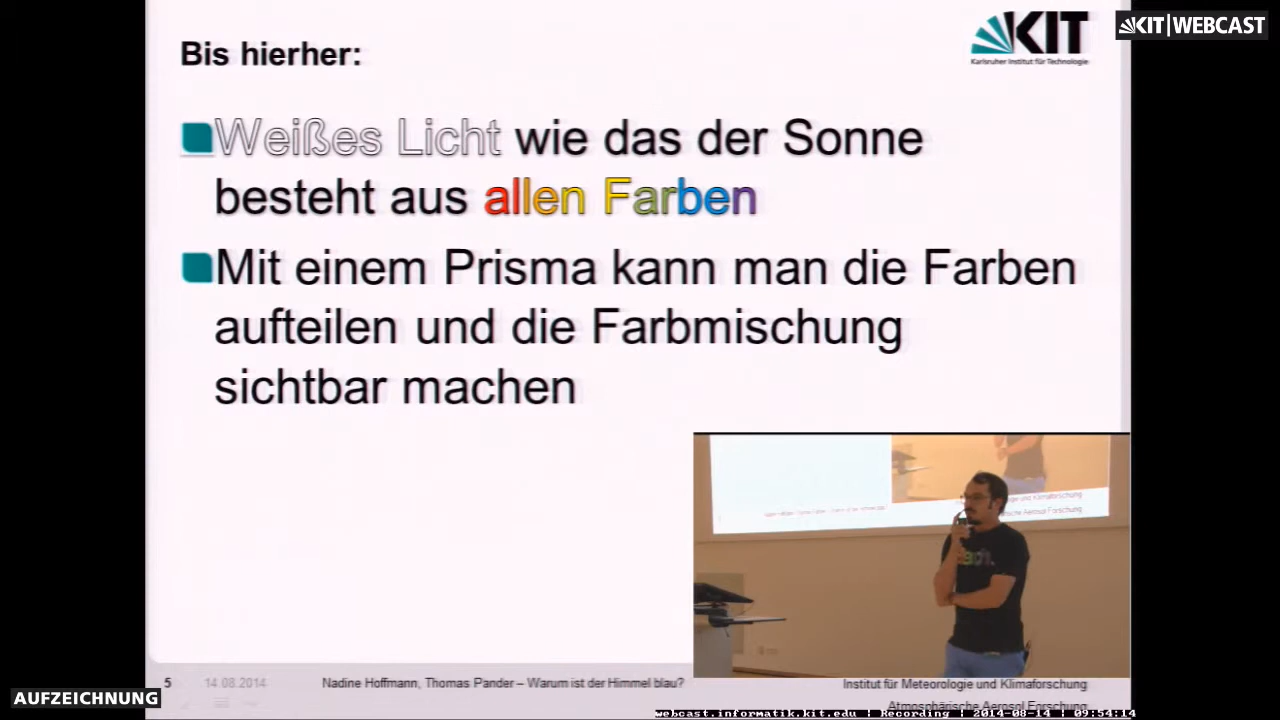 Bis hierher:
KIT
Karlsruher Institut für Technologie
KIT|WEBCAST
Weißes Licht wie das der Sonne
besteht aus allen Farben
Mit einem Prisma kann man die Farben
aufteilen und die Farbmischung
sichtbar machen
5
14.08.2014
Nadine Hoffmann, Thomas Pander – Warum ist der Himmel blau?
Institut für Meteorologie und Klimaforschung
Atmosphärische Aerosol Forschung
AUFZEICHNUNG
webcast.informatik.kit.edu | Recording | 2014-08-14 | 09:54:14